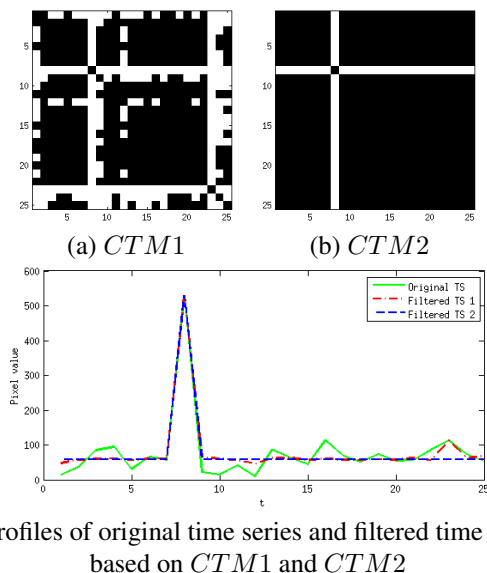 5
10
15
20
25
5 10 15 20 25
5
10
15
20
25
5 10 15 20 25
(a) CTM1
(b) CTM2
600
500
400
300
200
100
0
Pixel value
0 5 10 15 20 25
t
Original TS
Filtered TS 1
Filtered TS 2
rofiles of original time series and filtered time
based on CTM1 and CTM2